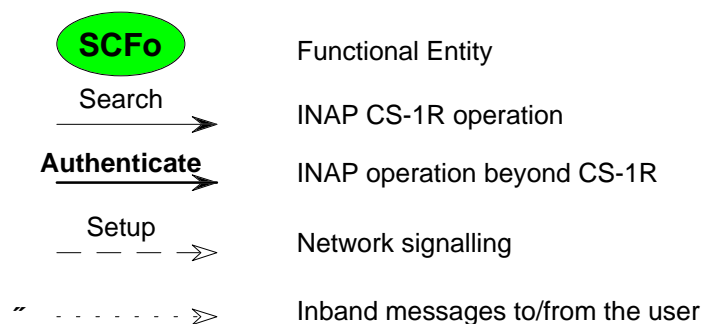 SCFo Functional Entity
Search INAP CS-1R operation
Authenticate INAP operation beyond CS-1R
Setup Network signalling
˝ Inband messages to/from the user